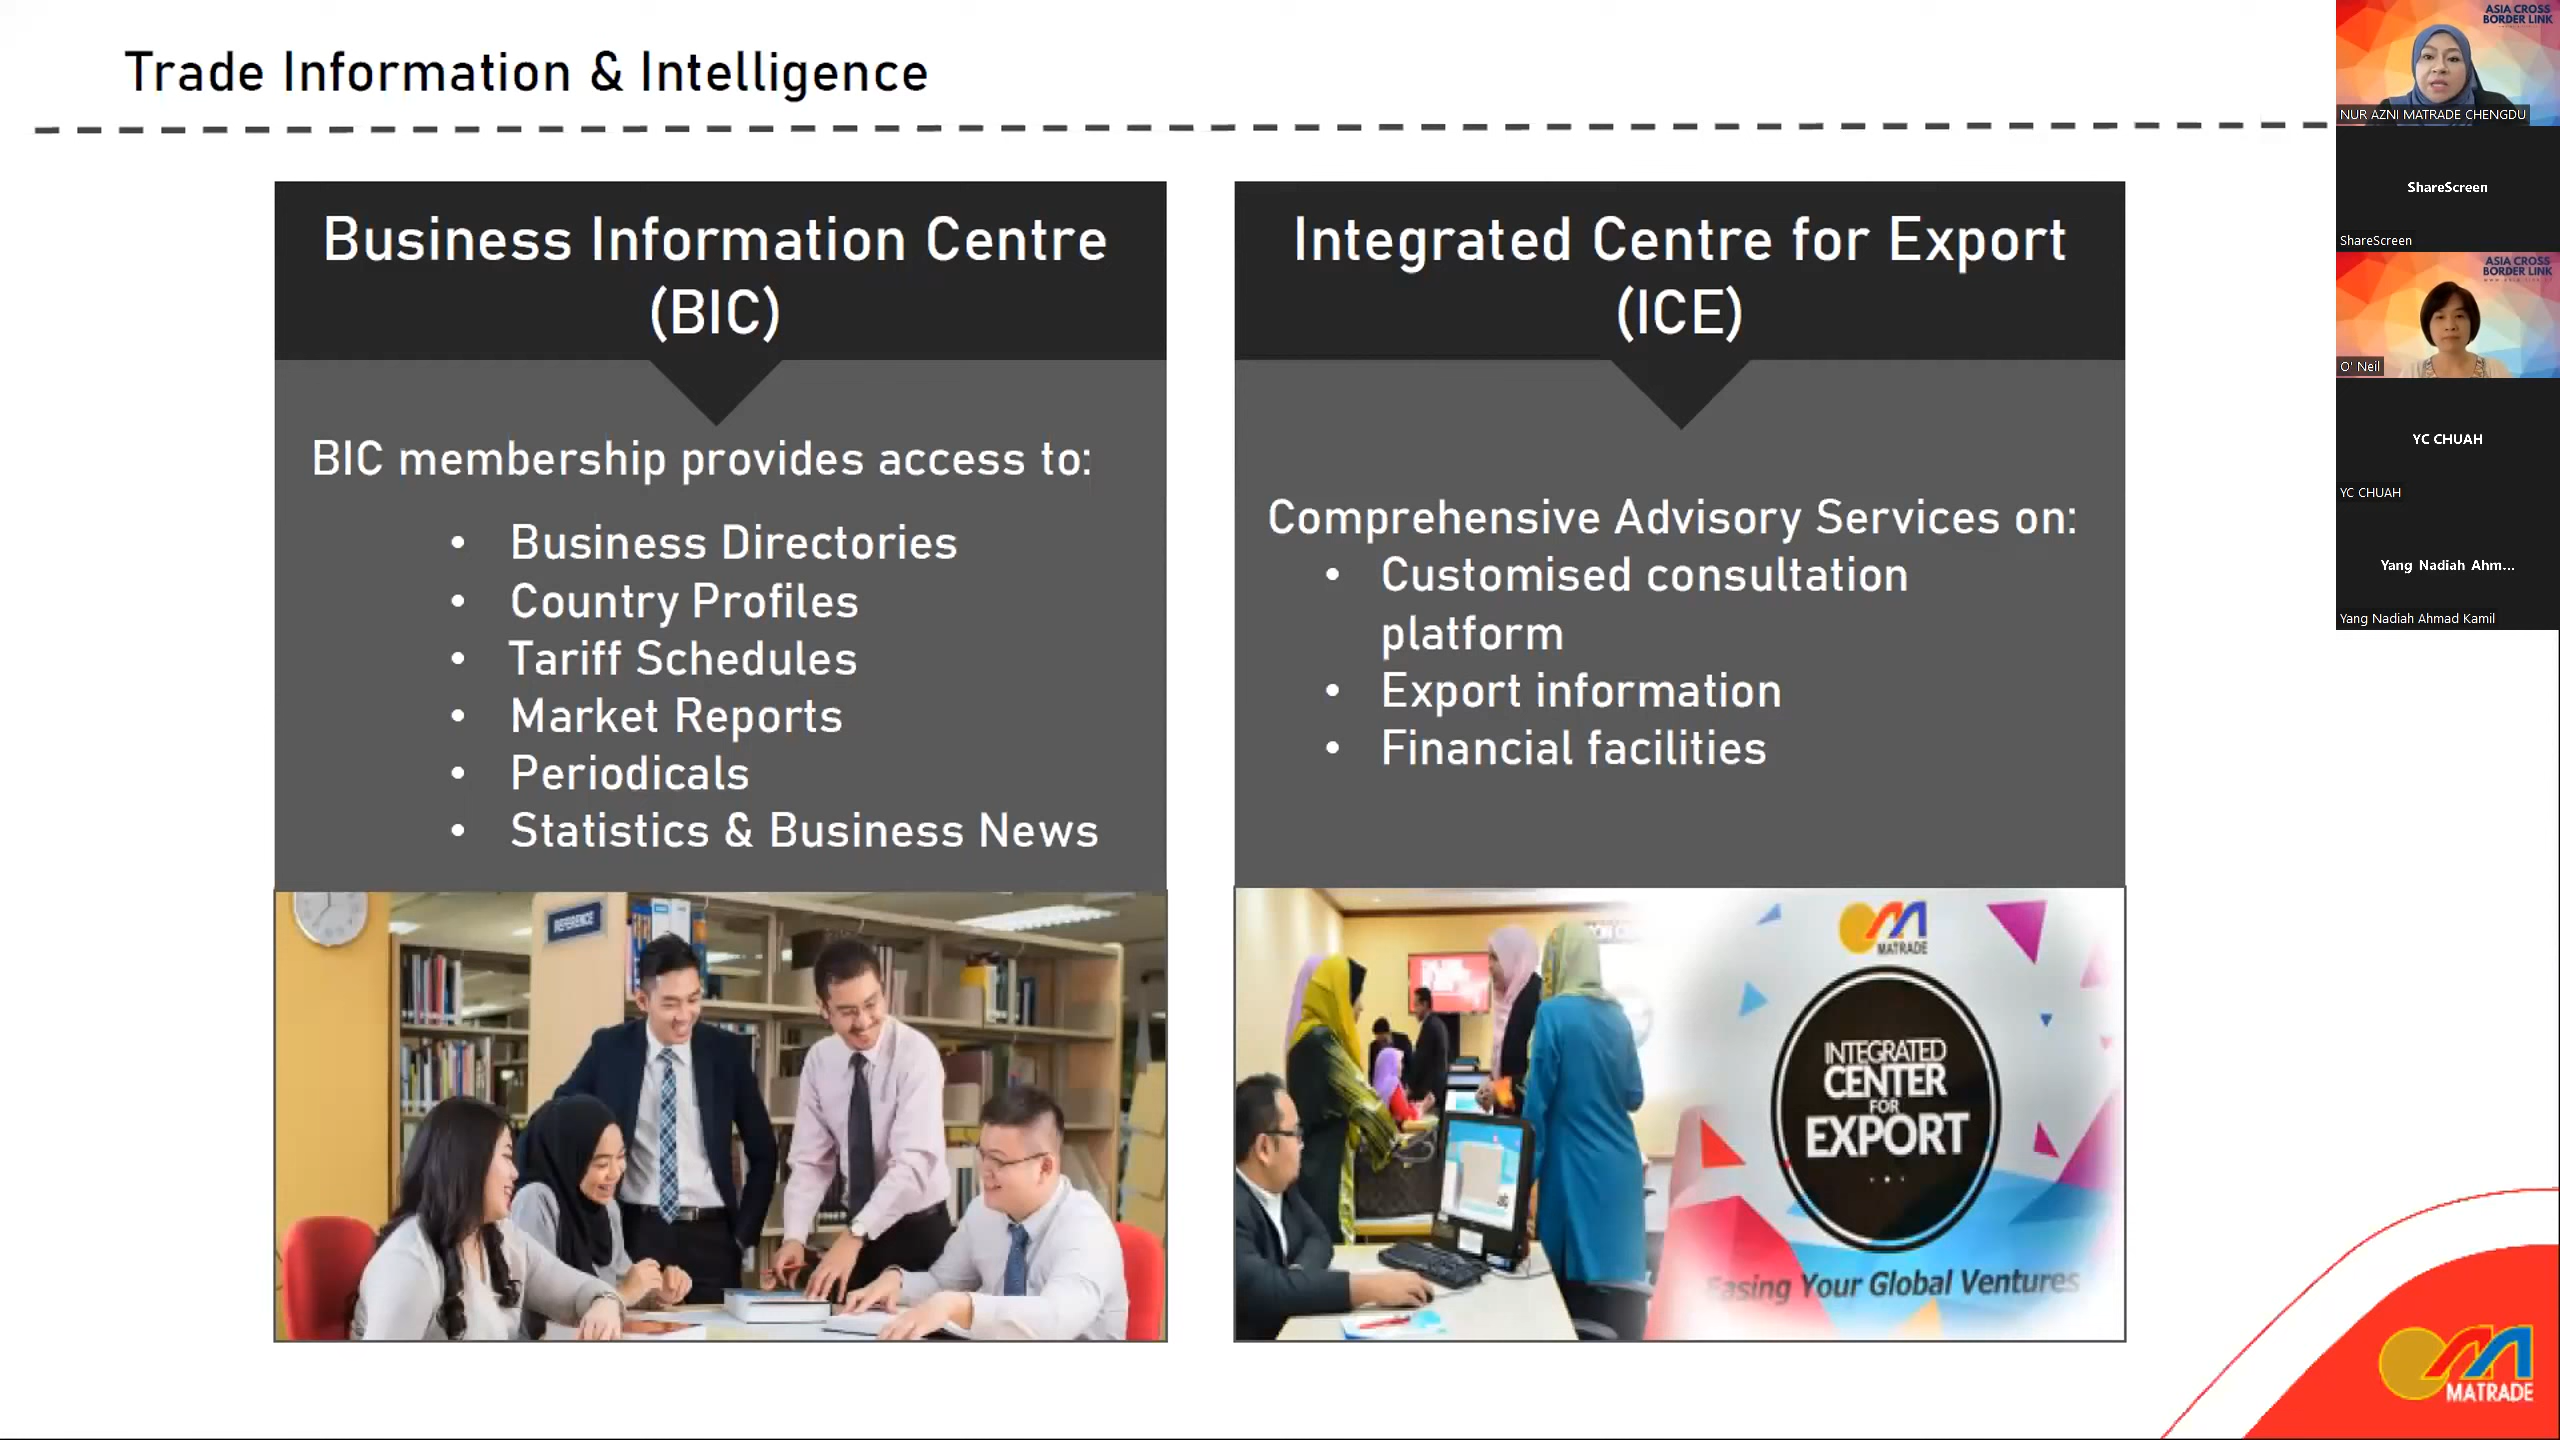 Trade Information & Intelligence
Business Information Centre
(BIC)
BIC membership provides access to:
• Business Directories
• Country Profiles
• Tariff Schedules
• Market Reports
• Periodicals
• Statistics & Business News
REFERENCE
Integrated Centre for Export
(ICE)
Comprehensive Advisory Services on:
• Customised consultation
platform
• Export information
• Financial facilities
MATRADE
INTEGRATED
CENTER
FOR
EXPORT
Easing Your Global Ventures
ASIA CROSS
BORDER LINK
NUR AZNI MATRADE CHENGDU
ShareScreen
ShareScreen
ASIA CROSS
BORDER LINK
O' Neil
YC CHUAH
YC CHUAH
Yang Nadiah Ahm...
Yang Nadiah Ahmad Kamil
MATRADE